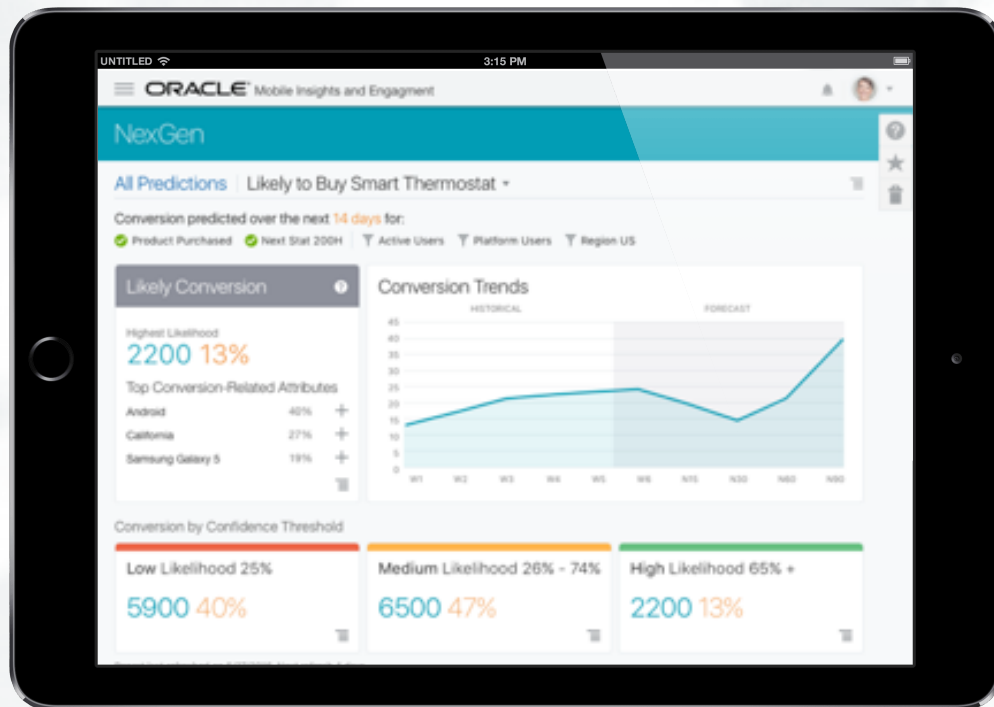 UNTITLED 3:15 PM
ORACLE Mobile Insights and Engagment
NexGen
All Predictions Likely to Buy Smart Thermostat
Conversion predicted over the next 14 days for:
Product Purchased Next Stat 200H Active Users Platform Users Region US
Likely Conversion ?
Highest Likelihood
2200 13%
Top Conversion-Related Attributes
Android 40% +
California 27% +
Samsung Galaxy 5 19% +
Conversion Trends
HISTORICAL FORECAST
45
40
35
30
25
20
15
10
5
0
W1 W2 W3 W4 W5 W6 N15 N30 N60 N90
Conversion by Confidence Threshold
Low Likelihood 25%
5900 40%
Medium Likelihood 26% - 74%
6500 47%
High Likelihood 65% +
2200 13%